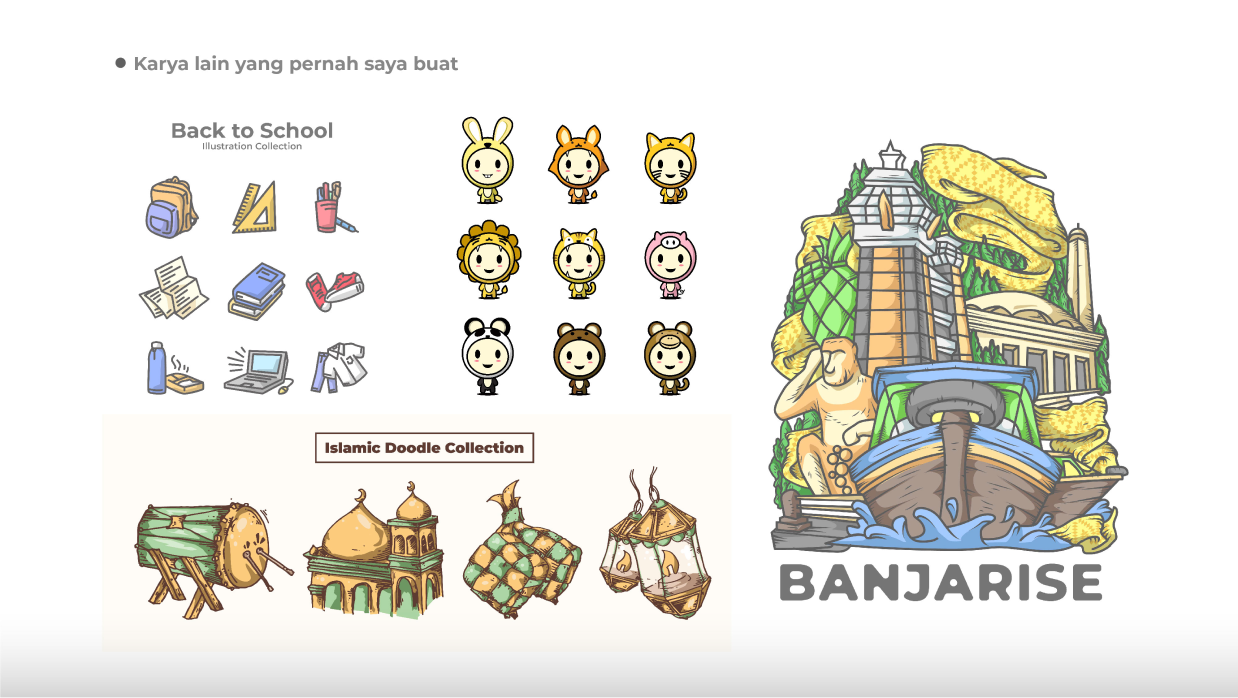 Karya lain yang pernah saya buat
Back to School
Illustration Collection
Islamic Doodle Collection
BANJARISE